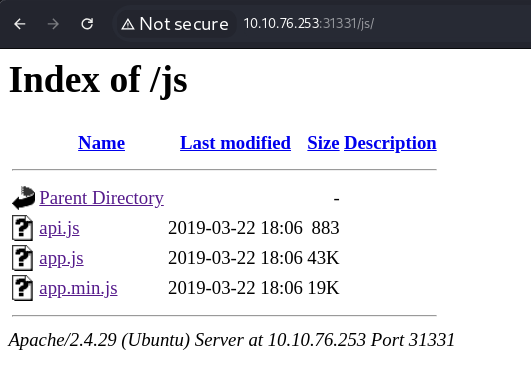 Not secure 10.10.76.253:31331/js/
Index of /js
Name Last modified Size Description
Parent Directory -
api.js 2019-03-22 18:06 883
app.js 2019-03-22 18:06 43K
app.min.js 2019-03-22 18:06 19K
Apache/2.4.29 (Ubuntu) Server at 10.10.76.253 Port 31331